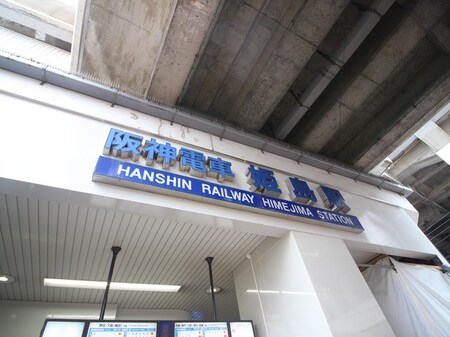 阪神電車 姫島駅
HANSHIN RAILWAY HIMEJIMA STATION